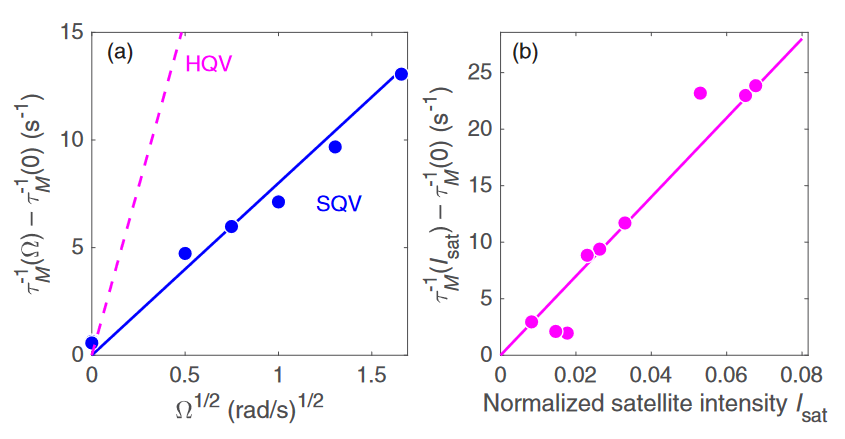 (a)
HQV
SQV
15
10
5
0
0
0.5
1
1.5
τ_M^{-1}(Ω) − τ_M^{-1}(0) (s^{-1})
Ω^{1/2} (rad/s)^{1/2}
(b)
25
20
15
10
5
0
0
0.02
0.04
0.06
0.08
τ_M^{-1}(I_sat) − τ_M^{-1}(0) (s^{-1})
Normalized satellite intensity I_sat